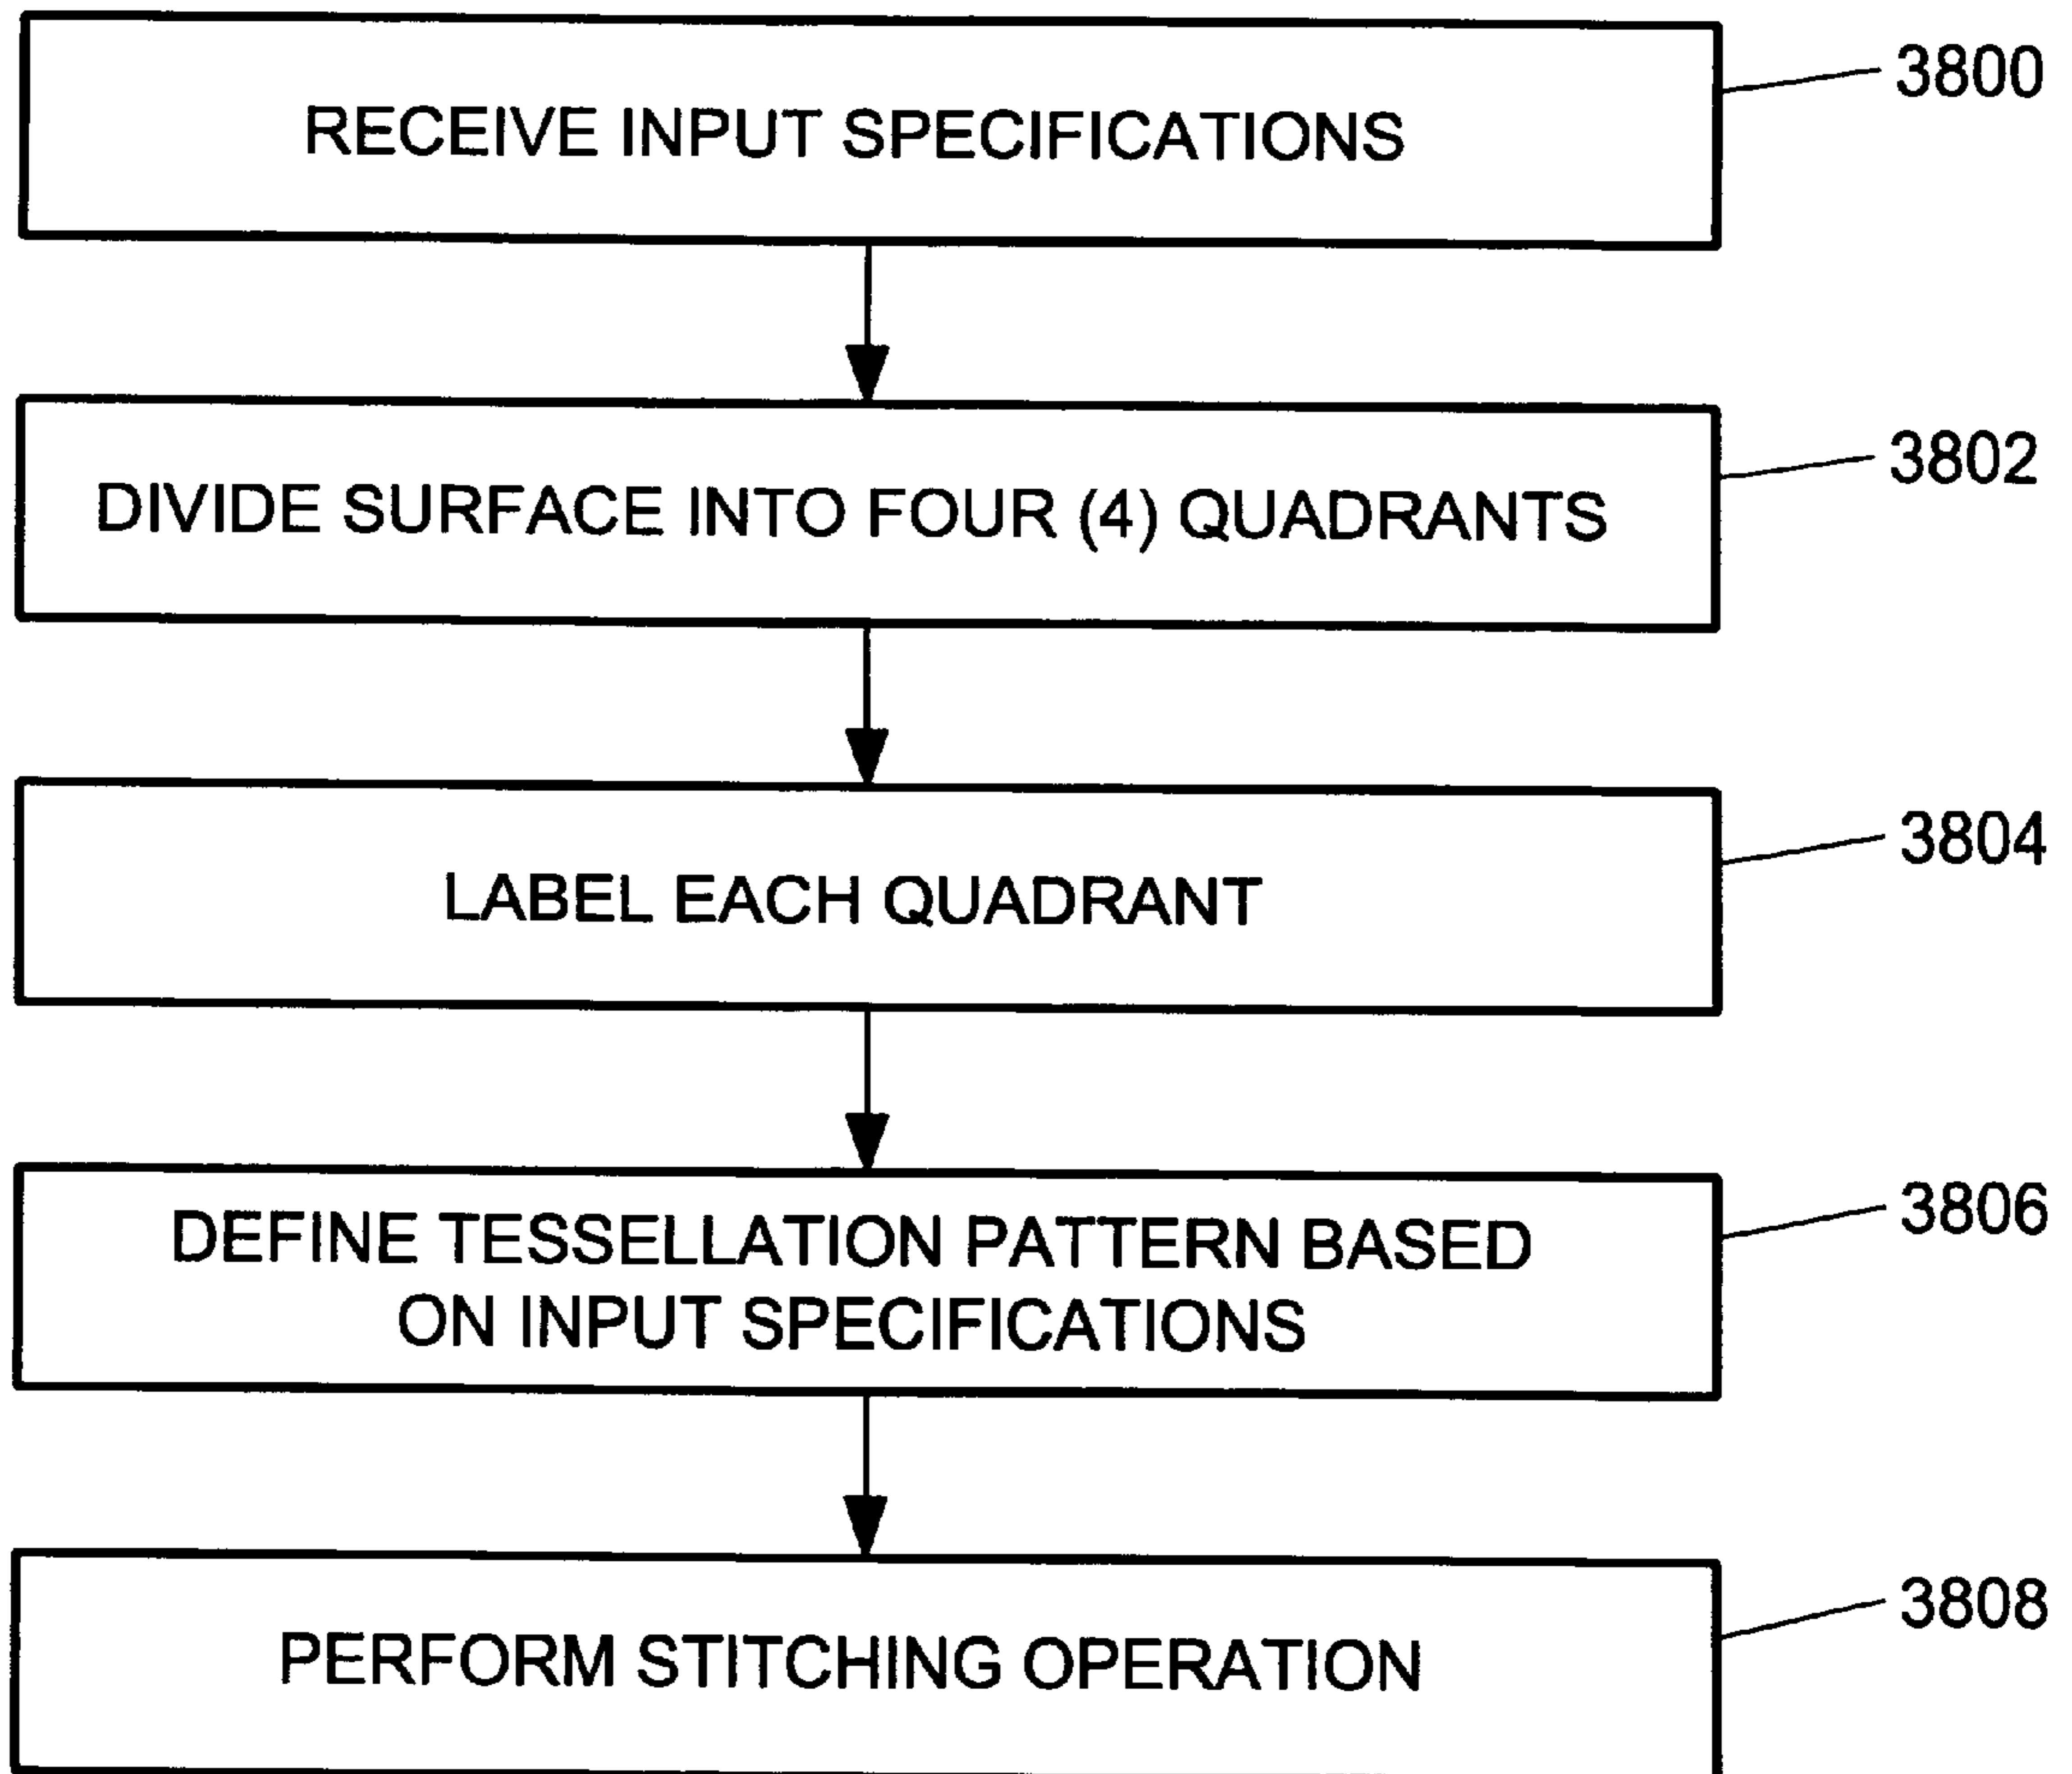 RECEIVE INPUT SPECIFICATIONS
3800
DIVIDE SURFACE INTO FOUR (4) QUADRANTS
3802
LABEL EACH QUADRANT
3804
DEFINE TESSELLATION PATTERN BASED
ON INPUT SPECIFICATIONS
3806
PERFORM STITCHING OPERATION
3808